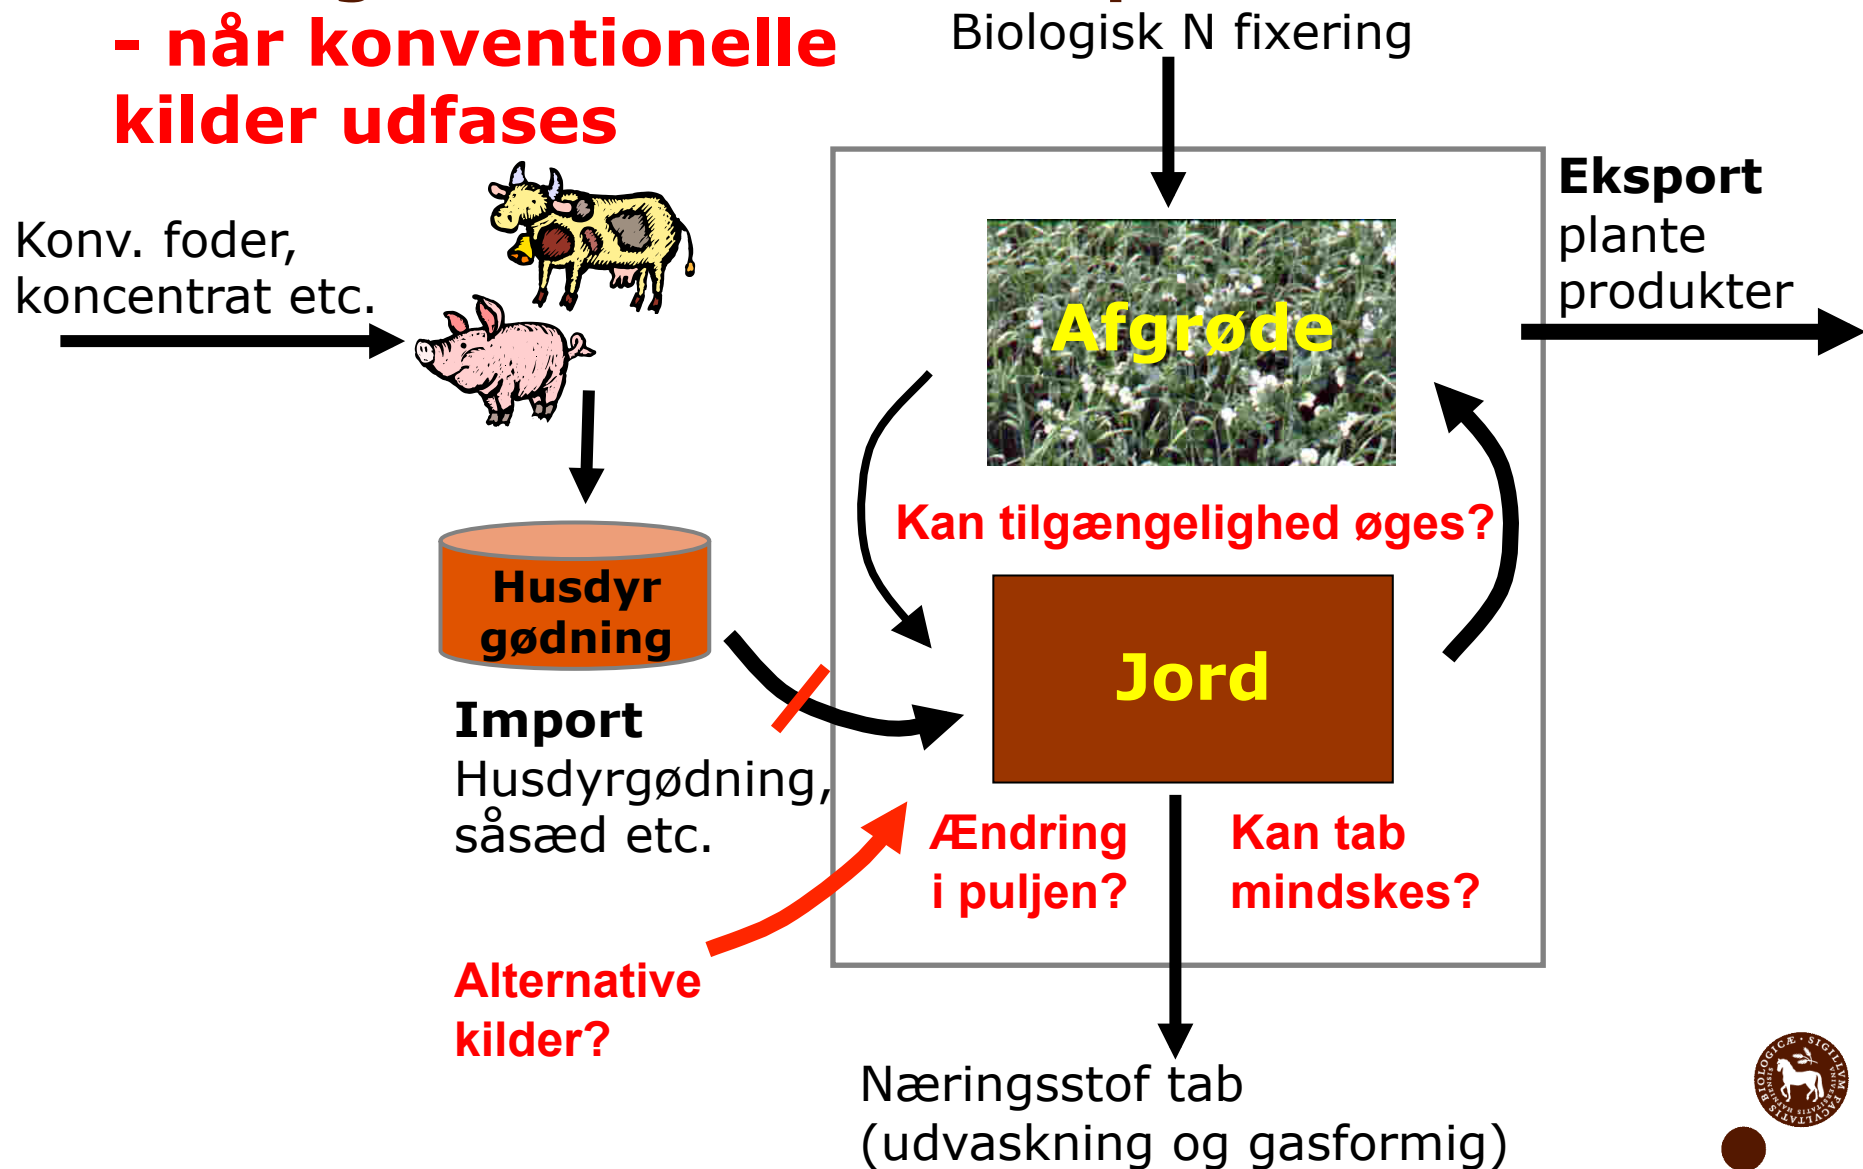 - når konventionelle
kilder udfases
Biologisk N fixering
Konv. foder,
koncentrat etc.
Eksport
plante
produkter
Afgrøde
Kan tilgængelighed øges?
Husdyr
gødning
Jord
Import
Husdyrgødning,
såsæd etc.
Ændring
i puljen?
Kan tab
mindskes?
Alternative
kilder?
Næringsstof tab
(udvaskning og gasformig)